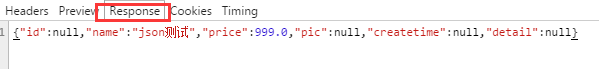 Headers Preview Response Cookies Timing
1 {"id":null,"name":"json测试","price":999.0,"pic":null,"createtime":null,"detail":null}